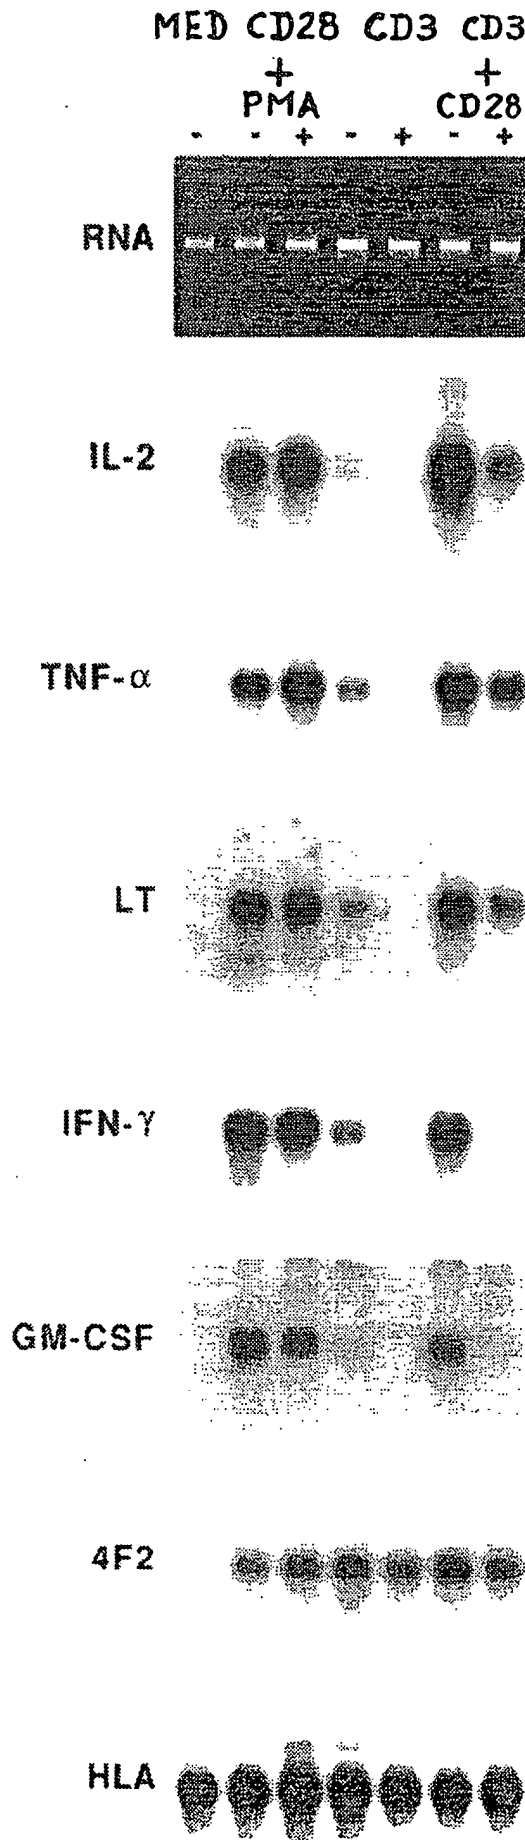 MED CD28 CD3 CD3
+ +
PMA CD28
- - + - + - +
RNA
IL-2
TNF-α
LT
IFN-γ
GM-CSF
4F2
HLA